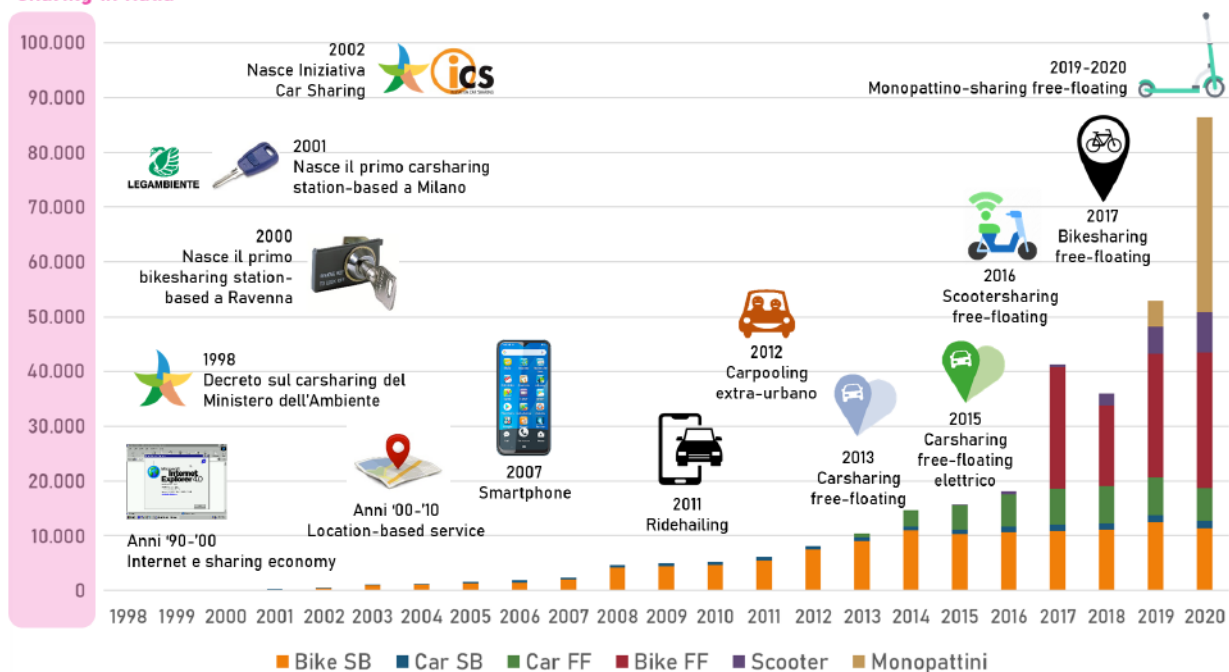 100.000
90.000
80.000
70.000
60.000
50.000
40.000
30.000
20.000
10.000
0
2002
Nasce Iniziativa
Car Sharing
ics
2019-2020
Monopattino-sharing free-floating
LEGAMBIENTE
2001
Nasce il primo carsharing
station-based a Milano
2017
Bikesharing
free-floating
2000
Nasce il primo
bikesharing station-
based a Ravenna
2016
Scootersharing
free-floating
1998
Decreto sul carsharing del
Ministero dell'Ambiente
2012
Carpooling
extra-urbano
2015
Carsharing
free-floating
elettrico
Microsoft
Internet
Explorer 4.0
2007
Smartphone
2013
Carsharing
free-floating
2011
Ridehailing
Anni '00-'10
Location-based service
Anni '90-'00
Internet e sharing economy
1998 1999 2000 2001 2002 2003 2004 2005 2006 2007 2008 2009 2010 2011 2012 2013 2014 2015 2016 2017 2018 2019 2020
Bike SB Car SB Car FF Bike FF Scooter Monopattini